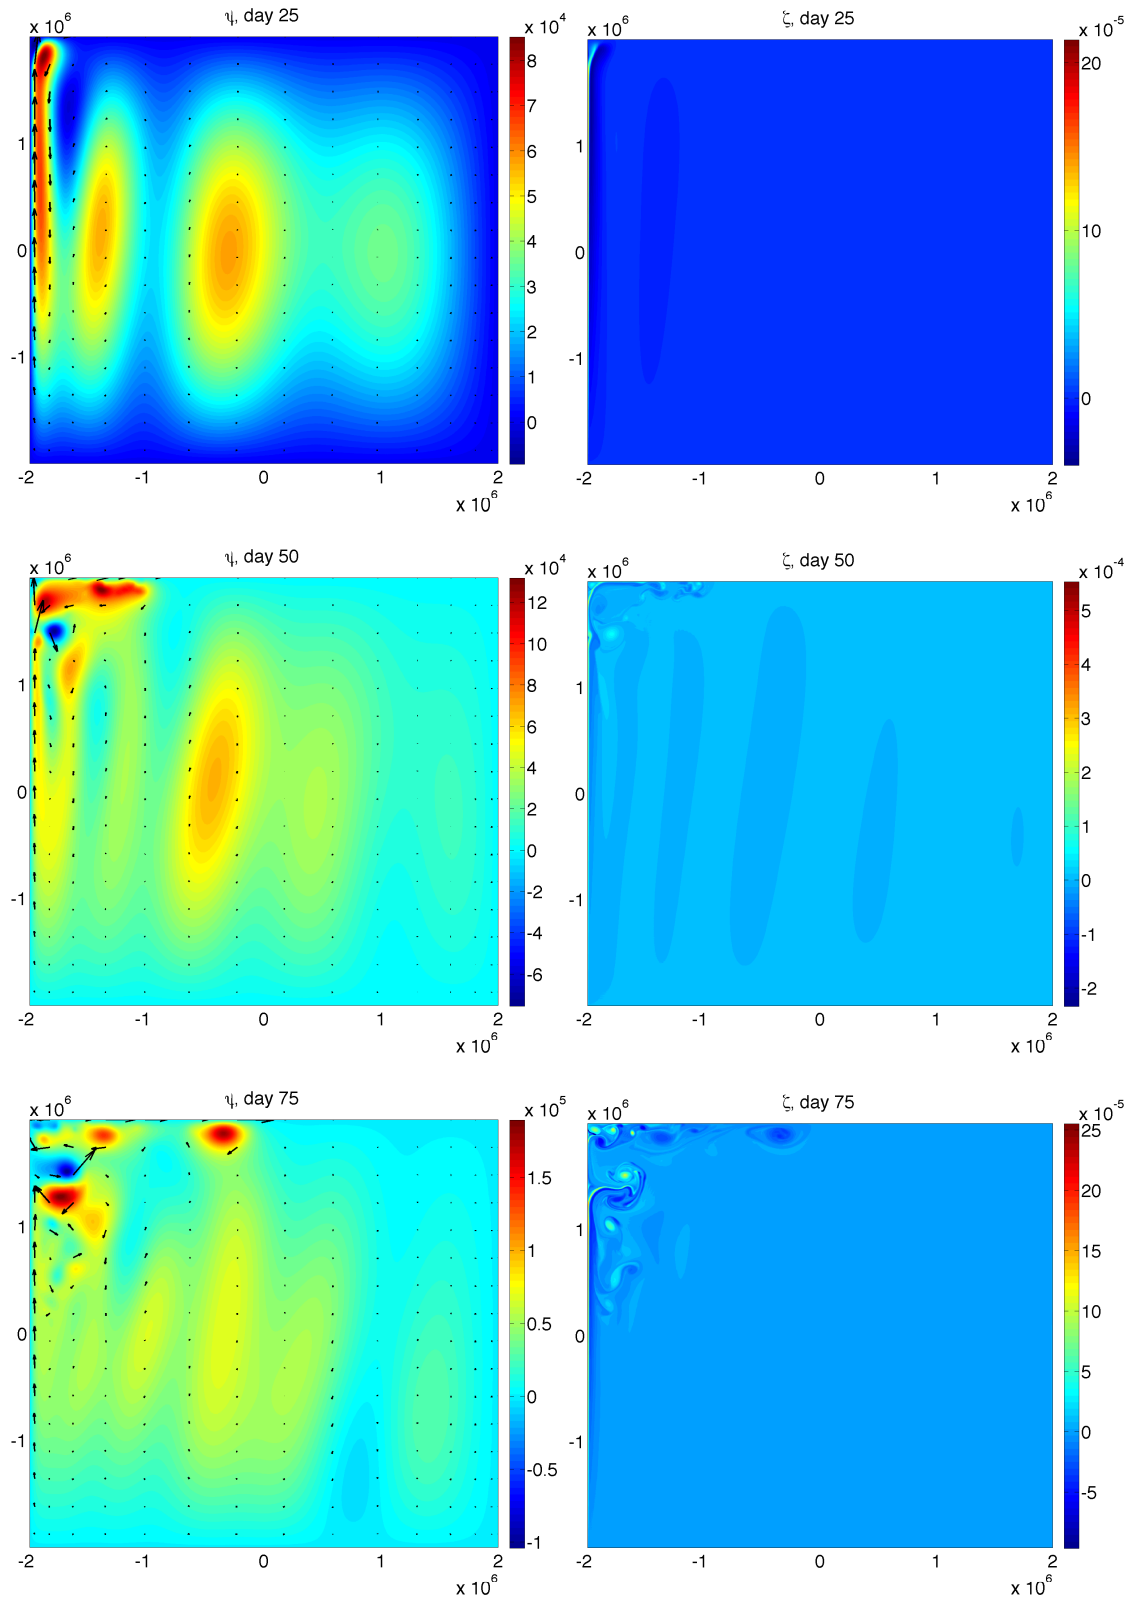 ψ, day 25
x 10^6
x 10^4
8
7
6
5
4
3
2
1
0
1
0
-1
-2 -1 0 1 2
x 10^6
ζ, day 25
x 10^6
x 10^-5
20
10
0
1
0
-1
-2 -1 0 1 2
x 10^6
ψ, day 50
x 10^6
x 10^4
12
10
8
6
4
2
0
-2
-4
-6
1
0
-1
-2 -1 0 1 2
x 10^6
ζ, day 50
x 10^6
x 10^-4
5
4
3
2
1
0
-1
-2
1
0
-1
-2 -1 0 1 2
x 10^6
ψ, day 75
x 10^6
x 10^5
1.5
1
0.5
0
-0.5
-1
1
0
-1
-2 -1 0 1 2
x 10^6
ζ, day 75
x 10^6
x 10^-5
25
20
15
10
5
0
-5
1
0
-1
-2 -1 0 1 2
x 10^6